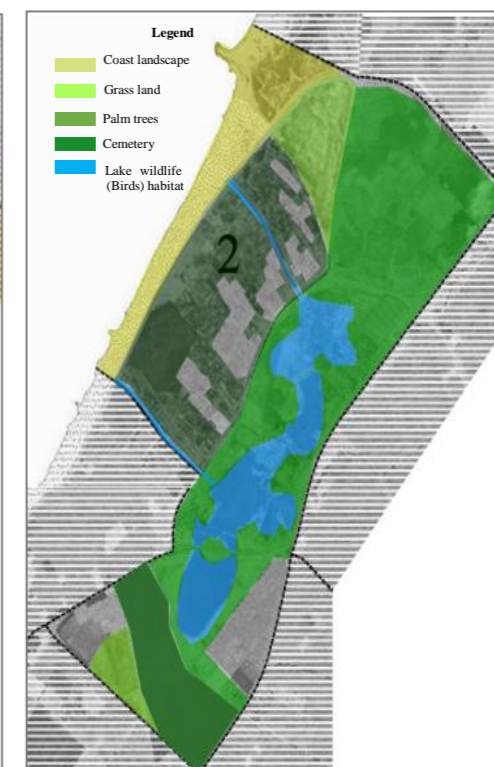 Legend
Coast landscape
Grass land
Palm trees
Cemetery
Lake wildlife
(Birds) habitat
2